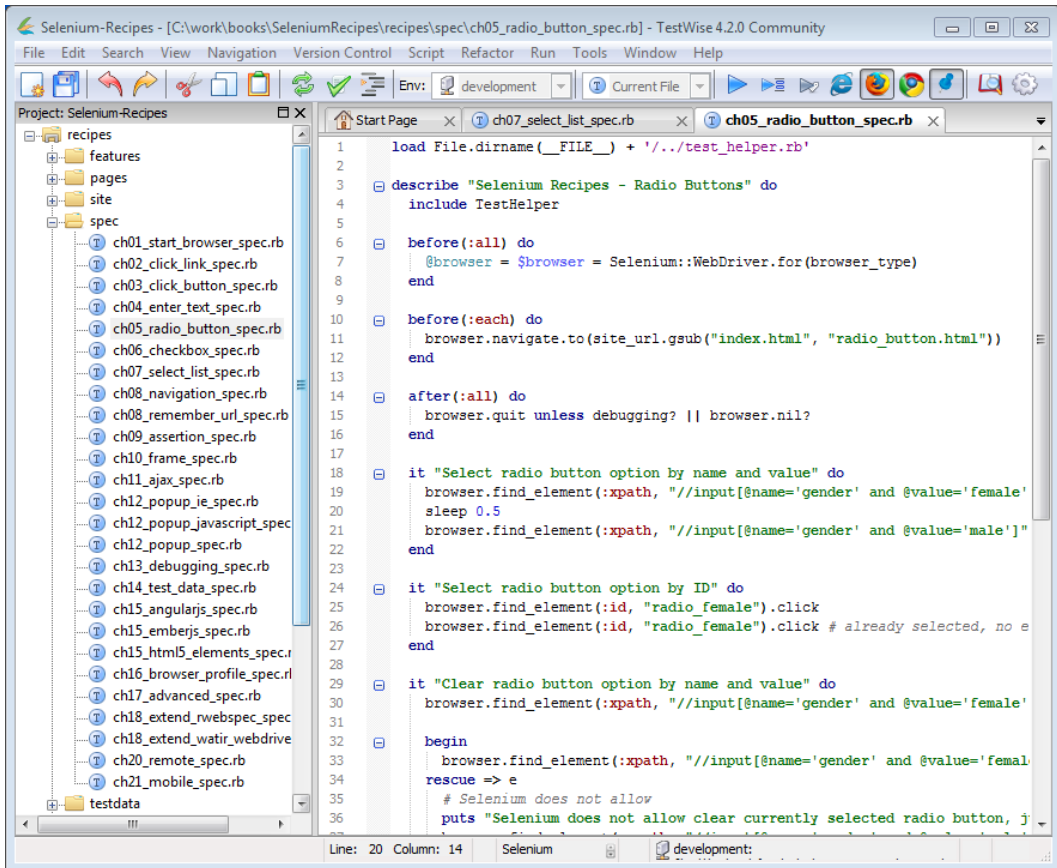 Selenium-Recipes - [C:\work\books\SeleniumRecipes\recipes\spec\ch05_radio_button_spec.rb] - TestWise 4.2.0 Community
File Edit Search View Navigation Version Control Script Refactor Run Tools Window Help
Env: development Current File
Project: Selenium-Recipes
recipes
features
pages
site
spec
ch01_start_browser_spec.rb
ch02_click_link_spec.rb
ch03_click_button_spec.rb
ch04_enter_text_spec.rb
ch05_radio_button_spec.rb
ch06_checkbox_spec.rb
ch07_select_list_spec.rb
ch08_navigation_spec.rb
ch08_remember_url_spec.rb
ch09_assertion_spec.rb
ch10_frame_spec.rb
ch11_ajax_spec.rb
ch12_popup_ie_spec.rb
ch12_popup_javascript_spec
ch12_popup_spec.rb
ch13_debugging_spec.rb
ch14_test_data_spec.rb
ch15_angularjs_spec.rb
ch15_emberjs_spec.rb
ch15_html5_elements_spec.r
ch16_browser_profile_spec.rl
ch17_advanced_spec.rb
ch18_extend_rwebspec_spec
ch18_extend_watir_webdrive
ch20_remote_spec.rb
ch21_mobile_spec.rb
testdata
Start Page ch07_select_list_spec.rb ch05_radio_button_spec.rb
1 load File.dirname(__FILE__) + '/../test_helper.rb'
2
3 describe "Selenium Recipes - Radio Buttons" do
4 include TestHelper
5
6 before(:all) do
7 @browser = $browser = Selenium::WebDriver.for(browser_type)
8 end
9
10 before(:each) do
11 browser.navigate.to(site_url.gsub("index.html", "radio_button.html"))
12 end
13
14 after(:all) do
15 browser.quit unless debugging? || browser.nil?
16 end
17
18 it "Select radio button option by name and value" do
19 browser.find_element(:xpath, "//input[@name='gender' and @value='female'
20 sleep 0.5
21 browser.find_element(:xpath, "//input[@name='gender' and @value='male']"
22 end
23
24 it "Select radio button option by ID" do
25 browser.find_element(:id, "radio_female").click
26 browser.find_element(:id, "radio_female").click # already selected, no e
27 end
28
29 it "Clear radio button option by name and value" do
30 browser.find_element(:xpath, "//input[@name='gender' and @value='female'
31
32 begin
33 browser.find_element(:xpath, "//input[@name='gender' and @value='femal
34 rescue => e
35 # Selenium does not allow
36 puts "Selenium does not allow clear currently selected radio button, j
Line: 20 Column: 14 Selenium development: